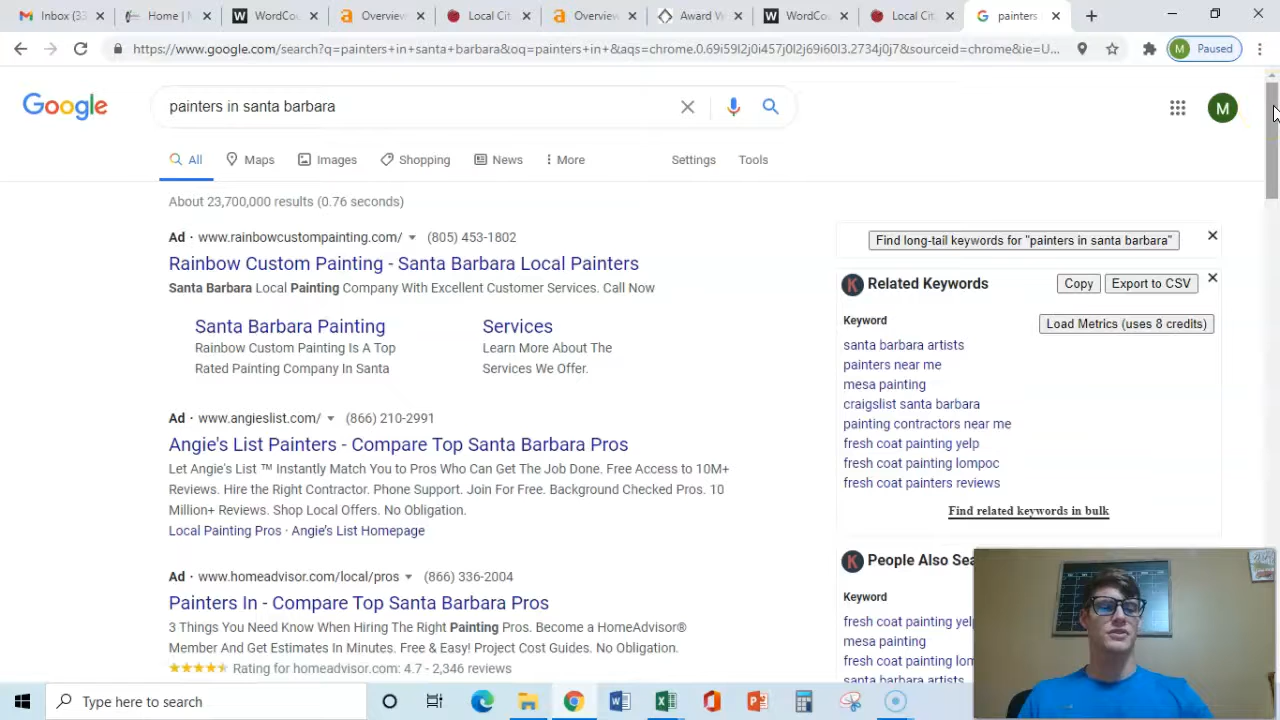 Inbox (33
Home |
WordCou
Overview
Local Cit
Overview
Award W
WordCou
Local Cit
painters
https://www.google.com/search?q=painters+in+santa+barbara&oq=painters+in+&aqs=chrome.0.69i59l2j0i457j0l2j69i60l3.2734j0j7&sourceid=chrome&ie=U...
M Paused
Google
painters in santa barbara
M
All
Maps
Images
Shopping
News
More
Settings
Tools
About 23,700,000 results (0.76 seconds)
Ad · www.rainbowcustompainting.com/ (805) 453-1802
Rainbow Custom Painting - Santa Barbara Local Painters
Santa Barbara Local Painting Company With Excellent Customer Services. Call Now
Santa Barbara Painting
Rainbow Custom Painting Is A Top
Rated Painting Company In Santa
Services
Learn More About The
Services We Offer.
Ad · www.angieslist.com/ (866) 210-2991
Angie's List Painters - Compare Top Santa Barbara Pros
Let Angie's List ™ Instantly Match You to Pros Who Can Get The Job Done. Free Access to 10M+
Reviews. Hire the Right Contractor. Phone Support. Join For Free. Background Checked Pros. 10
Million+ Reviews. Shop Local Offers. No Obligation.
Local Painting Pros · Angie's List Homepage
Ad · www.homeadvisor.com/local/pros (866) 336-2004
Painters In - Compare Top Santa Barbara Pros
3 Things You Need Know When Hiring The Right Painting Pros. Become a HomeAdvisor®
Member And Get Estimates In Minutes. Free & Easy! Project Cost Guides. No Obligation.
Rating for homeadvisor.com: 4.7 - 2,346 reviews
Find long-tail keywords for "painters in santa barbara"
K Related Keywords
Copy
Export to CSV
Keyword
Load Metrics (uses 8 credits)
santa barbara artists
painters near me
mesa painting
craigslist santa barbara
painting contractors near me
fresh coat painting yelp
fresh coat painting lompoc
fresh coat painters reviews
Find related keywords in bulk
K People Also Sea
Keyword
fresh coat painting yelp
mesa painting
fresh coat painting lom
santa barbara artists
Type here to search